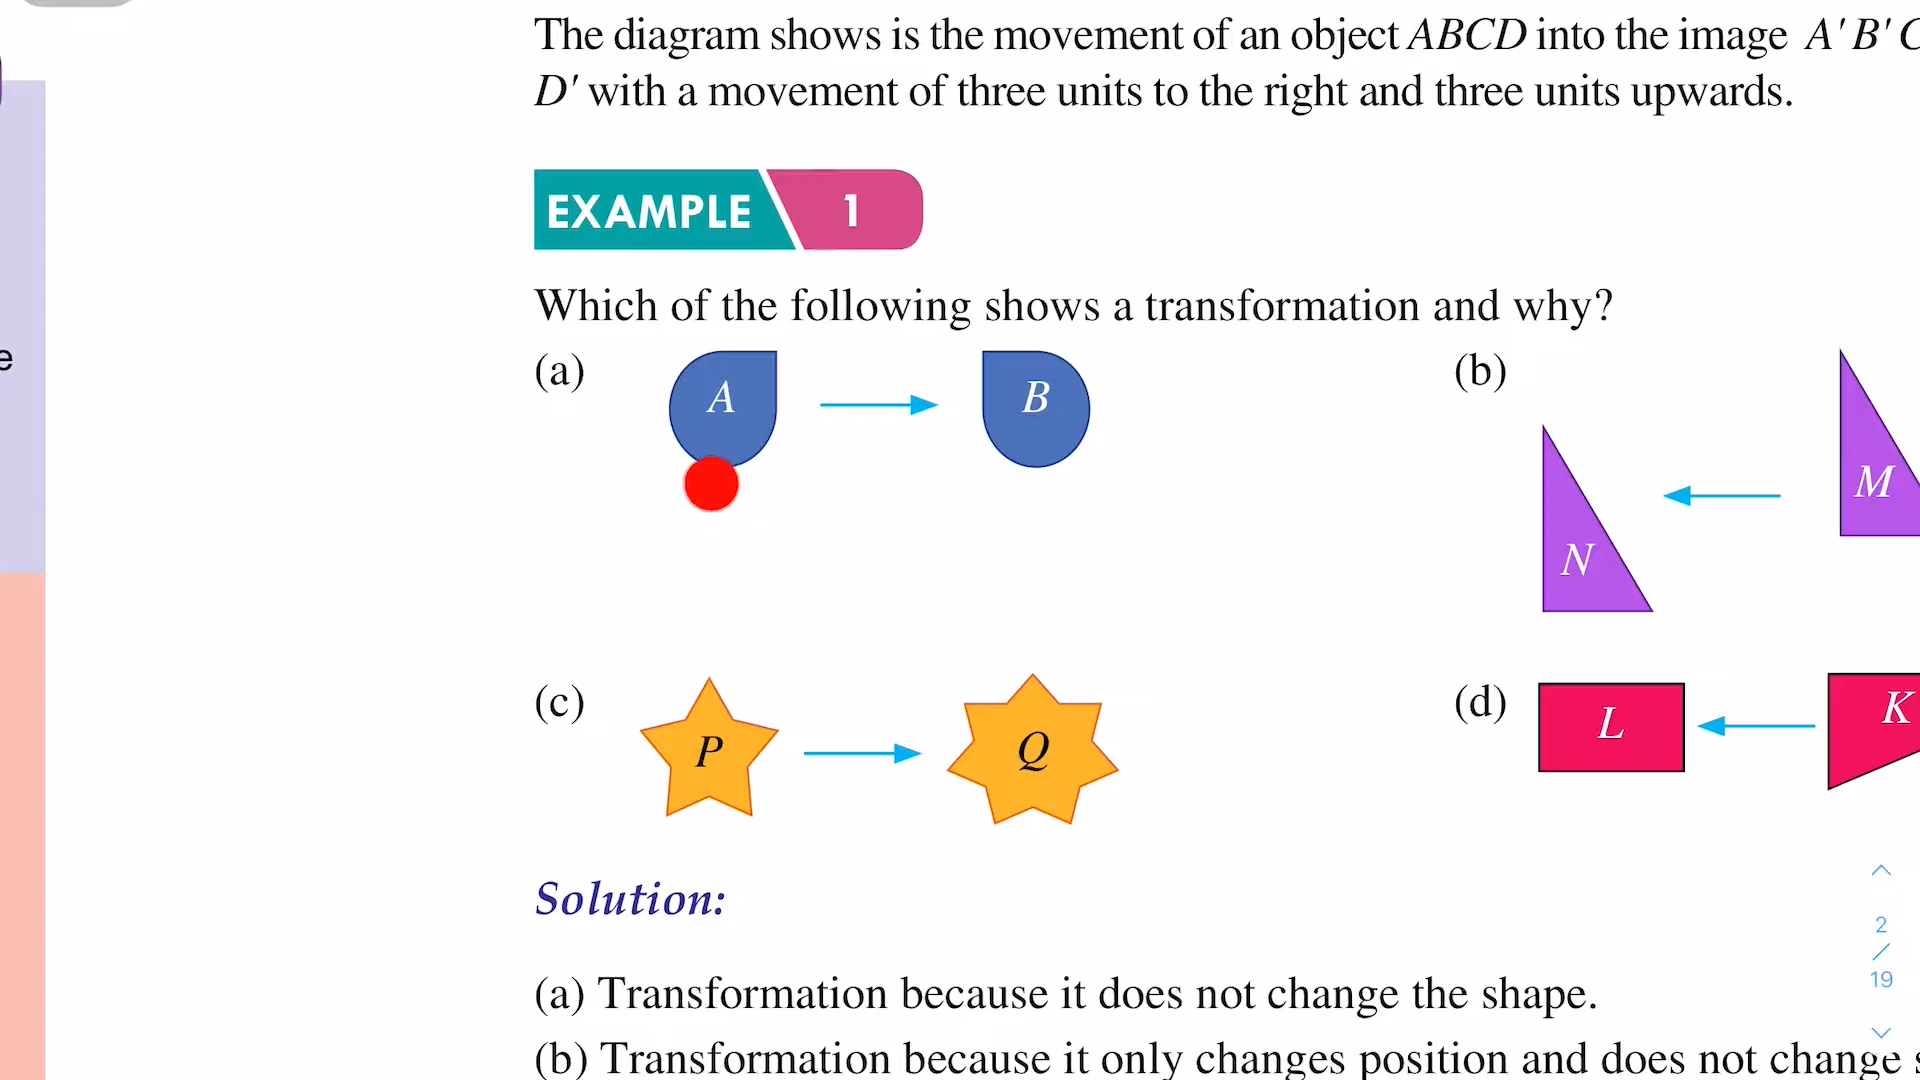 The diagram shows is the movement of an object ABCD into the image A′ B′ C
D′ with a movement of three units to the right and three units upwards.
EXAMPLE 1
e
Which of the following shows a transformation and why?
(a) A B (b) M
N
(c) P Q (d) L K
Solution:
2
/
19
(a) Transformation because it does not change the shape.
(b) Transformation because it only changes position and does not change s